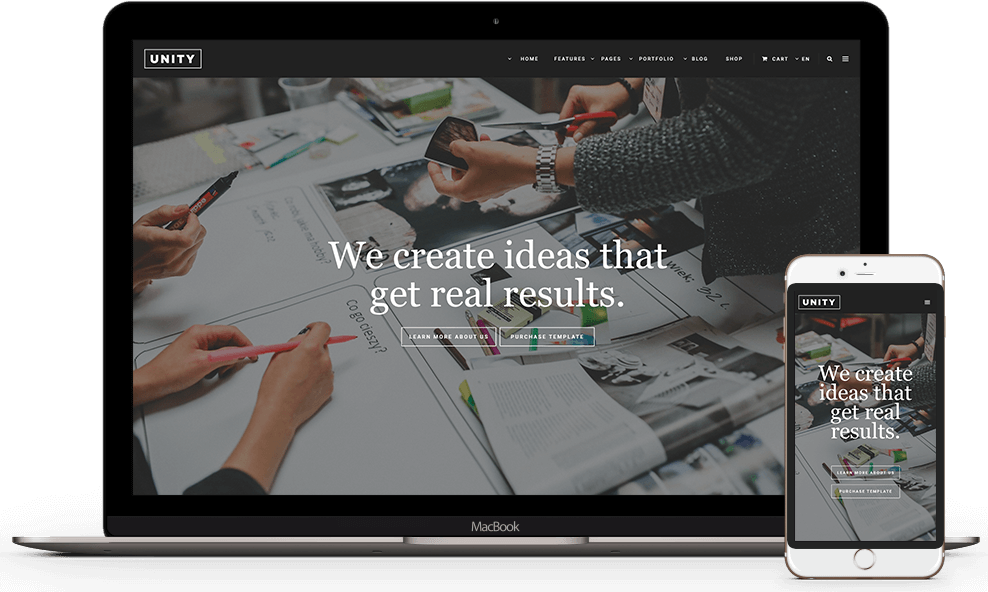 UNITY
HOME FEATURES PAGES PORTFOLIO BLOG SHOP CART EN
Co ciszy?
We create ideas that
get real results.
LEARN MORE ABOUT US PURCHASE TEMPLATE
MacBook
UNITY
We create
ideas that
get real
results.
LEARN MORE ABOUT US
PURCHASE TEMPLATE